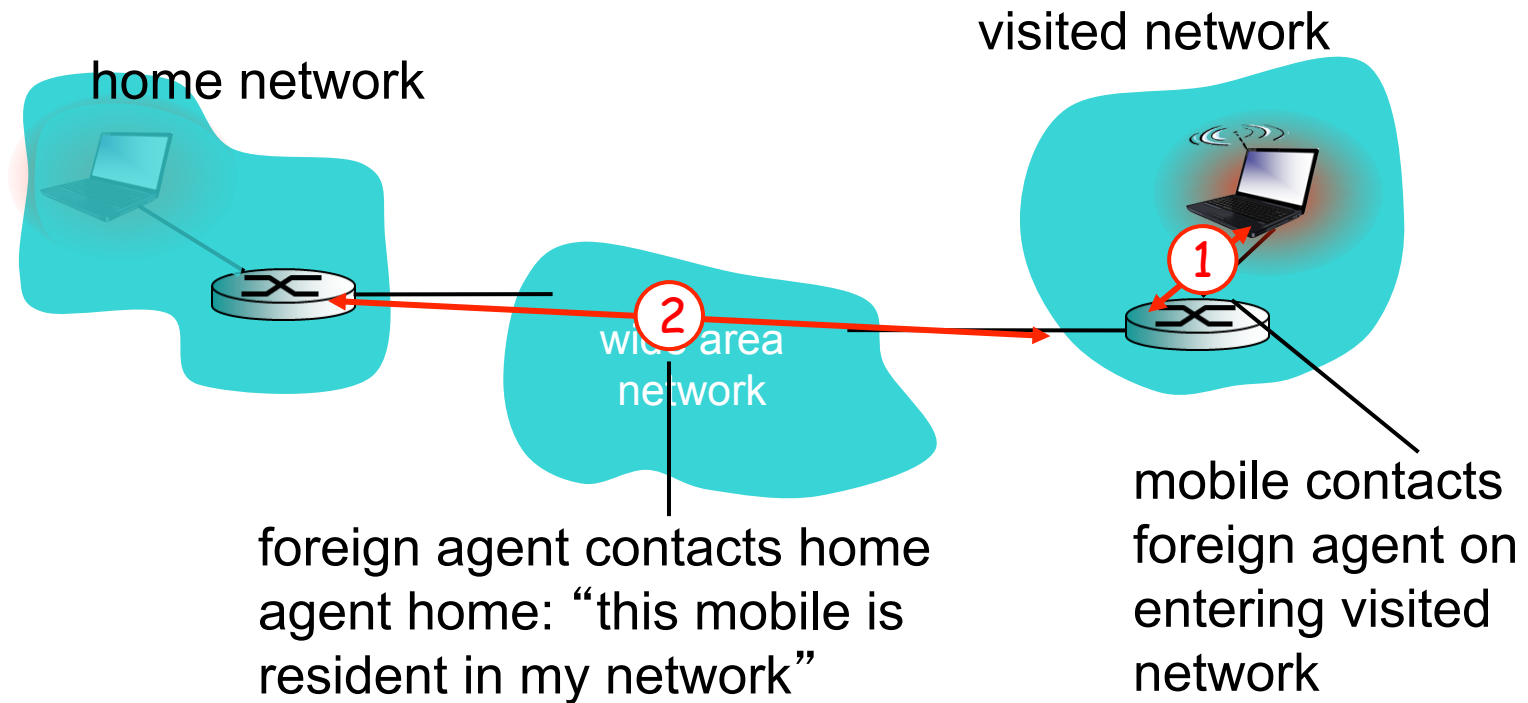 visited network
home network
1
2
wide area
network
foreign agent contacts home
agent home: “this mobile is
resident in my network”
mobile contacts
foreign agent on
entering visited
network